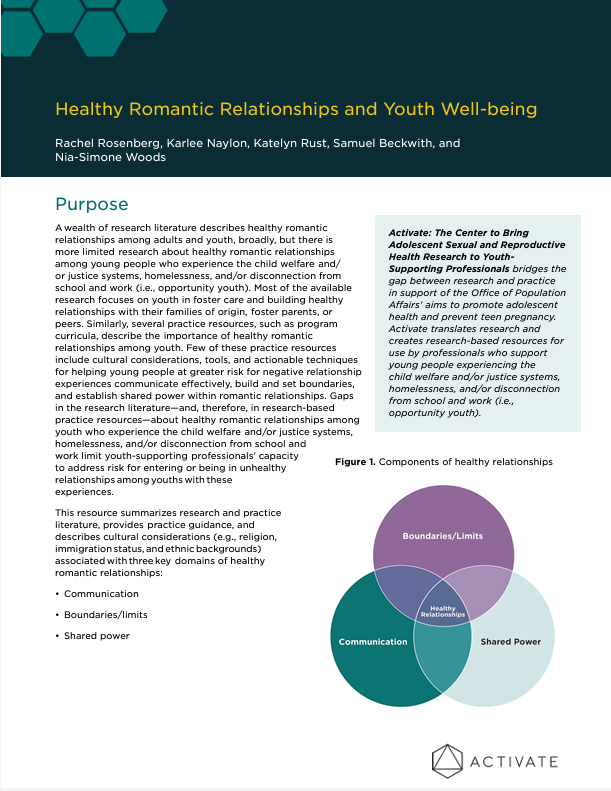 Healthy Romantic Relationships and Youth Well-being
Rachel Rosenberg, Karlee Naylon, Katelyn Rust, Samuel Beckwith, and
Nia-Simone Woods
Purpose
A wealth of research literature describes healthy romantic
relationships among adults and youth, broadly, but there is
more limited research about healthy romantic relationships
among young people who experience the child welfare and/
or justice systems, homelessness, and/or disconnection from
school and work (i.e., opportunity youth). Most of the available
research focuses on youth in foster care and building healthy
relationships with their families of origin, foster parents, or
peers. Similarly, several practice resources, such as program
curricula, describe the importance of healthy romantic
relationships among youth. Few of these practice resources
include cultural considerations, tools, and actionable techniques
for helping young people at greater risk for negative relationship
experiences communicate effectively, build and set boundaries,
and establish shared power within romantic relationships. Gaps
in the research literature—and, therefore, in research-based
practice resources—about healthy romantic relationships among
youth who experience the child welfare and/or justice systems,
homelessness, and/or disconnection from school and
work limit youth-supporting professionals’ capacity
to address risk for entering or being in unhealthy
relationships among youths with these
experiences.
This resource summarizes research and practice
literature, provides practice guidance, and
describes cultural considerations (e.g., religion,
immigration status, and ethnic backgrounds)
associated with three key domains of healthy
romantic relationships:
• Communication
• Boundaries/limits
• Shared power
Activate: The Center to Bring
Adolescent Sexual and Reproductive
Health Research to Youth-
Supporting Professionals bridges the
gap between research and practice
in support of the Office of Population
Affairs’ aims to promote adolescent
health and prevent teen pregnancy.
Activate translates research and
creates research-based resources for
use by professionals who support
young people experiencing the
child welfare and/or justice systems,
homelessness, and/or disconnection
from school and work (i.e.,
opportunity youth).
Figure 1. Components of healthy relationships
Boundaries/Limits
Healthy
Relationships
Communication
Shared Power
ACTIVATE